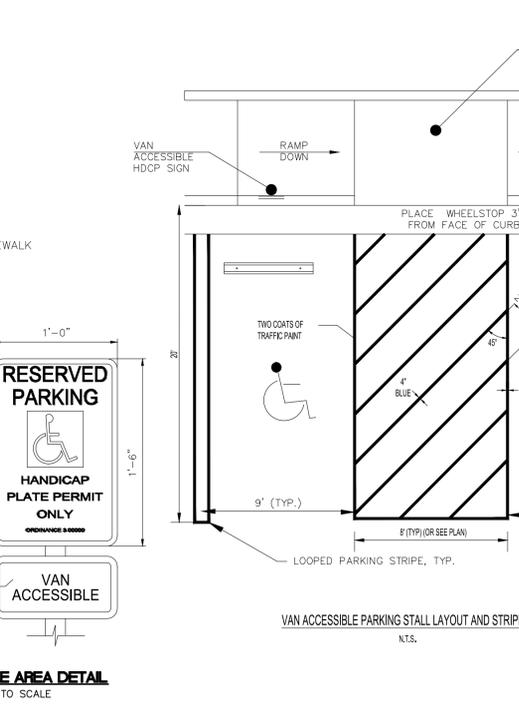 VAN
ACCESSIBLE
HDCP SIGN
RAMP
DOWN
PLACE WHEELSTOP 3'
FROM FACE OF CURB
EWALK
1'-0"
RESERVED
PARKING
HANDICAP
PLATE PERMIT
ONLY
1'-6"
VAN
ACCESSIBLE
E AREA DETAIL
TO SCALE
20'
TWO COATS OF
TRAFFIC PAINT
45°
4"
BLUE
9' (TYP.)
8' (TYP) (OR SEE PLAN)
LOOPED PARKING STRIPE, TYP.
VAN ACCESSIBLE PARKING STALL LAYOUT AND STRIP
N.T.S.